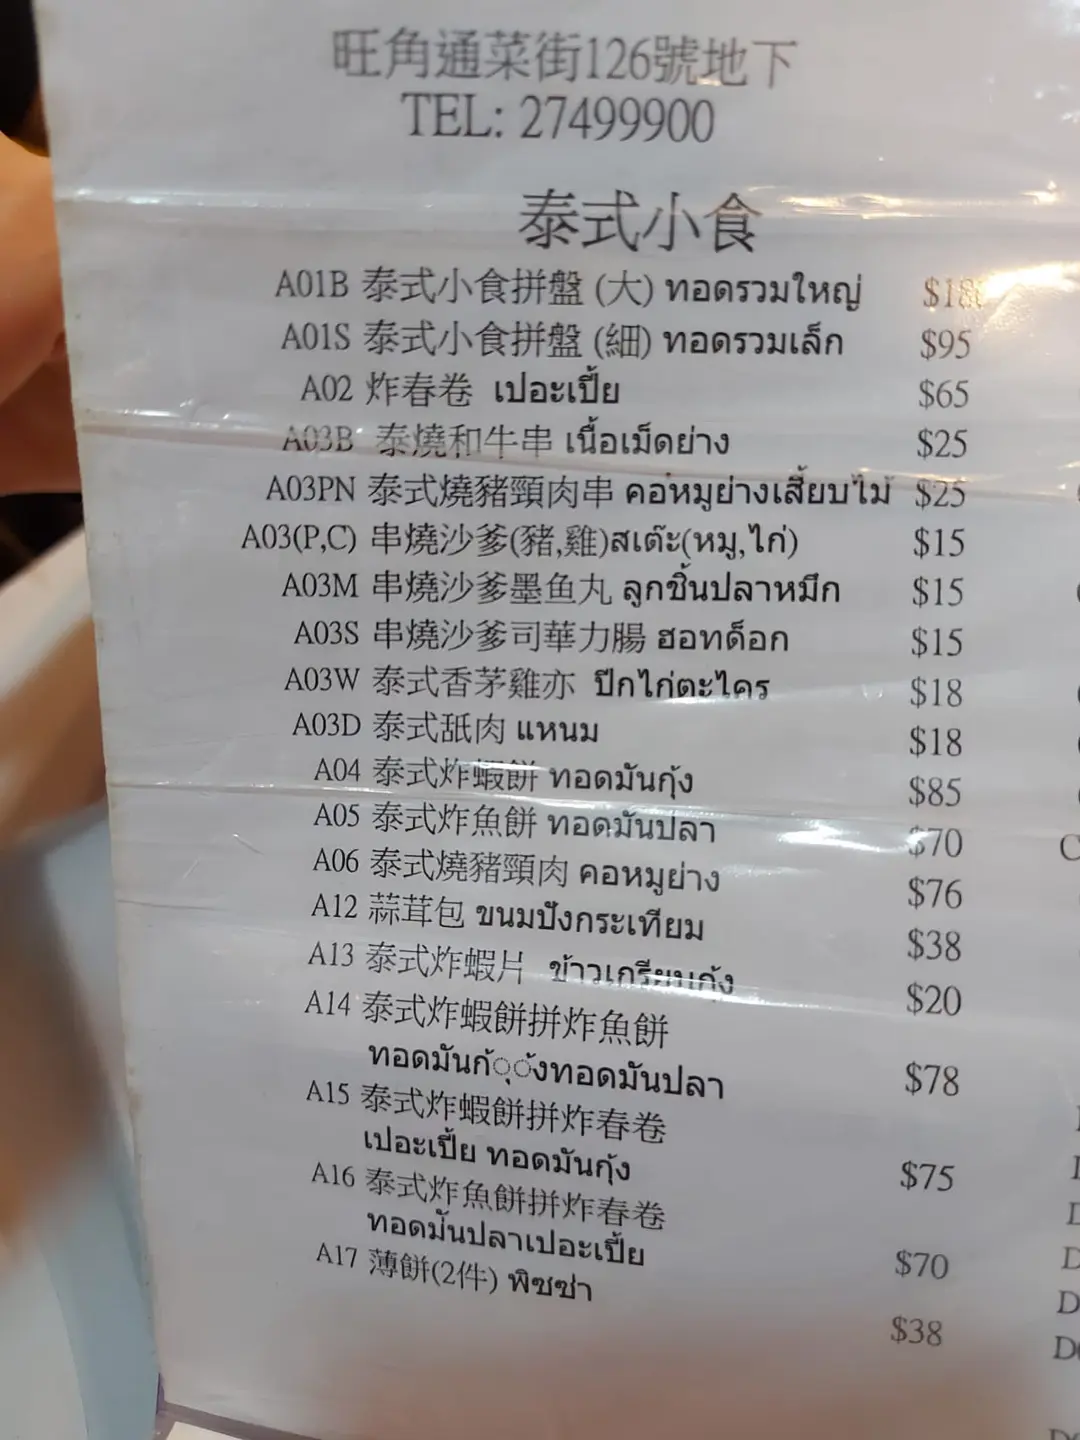 旺角通菜街126號地下
TEL: 27499900
泰式小食
A01B 泰式小食拼盤 (大) ทอดรวมใหญ่
A01S 泰式小食拼盤 (細) ทอดรวมเล็ก $95
A02 炸春卷 เปอะเปี้ย $65
A03B 泰燒和牛串 เนื้อเม็ดย่าง $25
A03PN 泰式燒豬頸肉串 คอหมูย่างเสี้ยบไม้ $25
A03(P,C) 串燒沙爹(豬,雞)สเต๊ะ(หมู,ไก่) $15
A03M 串燒沙爹墨鱼丸 ลูกชิ้นปลาหมึก $15
A03S 串燒沙爹司華力腸 ฮอทด็อก $15
A03W 泰式香茅雞亦 ปีกไก่ตะไคร $18
A03D 泰式舐肉 แหนม $18
A04 泰式炸蝦餅 ทอดมันกุ้ง $85
A05 泰式炸魚餅 ทอดมันปลา $70
A06 泰式燒豬頸肉 คอหมูย่าง $76
A12 蒜茸包 ขนมปังกระเทียม $38
A13 泰式炸蝦片 ข้าวเกรียบกุ้ง $20
A14 泰式炸蝦餅拼炸魚餅
ทอดมันกุ้้งทอดมันปลา $78
A15 泰式炸蝦餅拼炸春卷
เปอะเปี้ย ทอดมันกุ้ง $75
A16 泰式炸魚餅拼炸春卷
ทอดมันปลาเปอะเปี้ย $70
A17 薄餅(2件) พิซซ่า $38